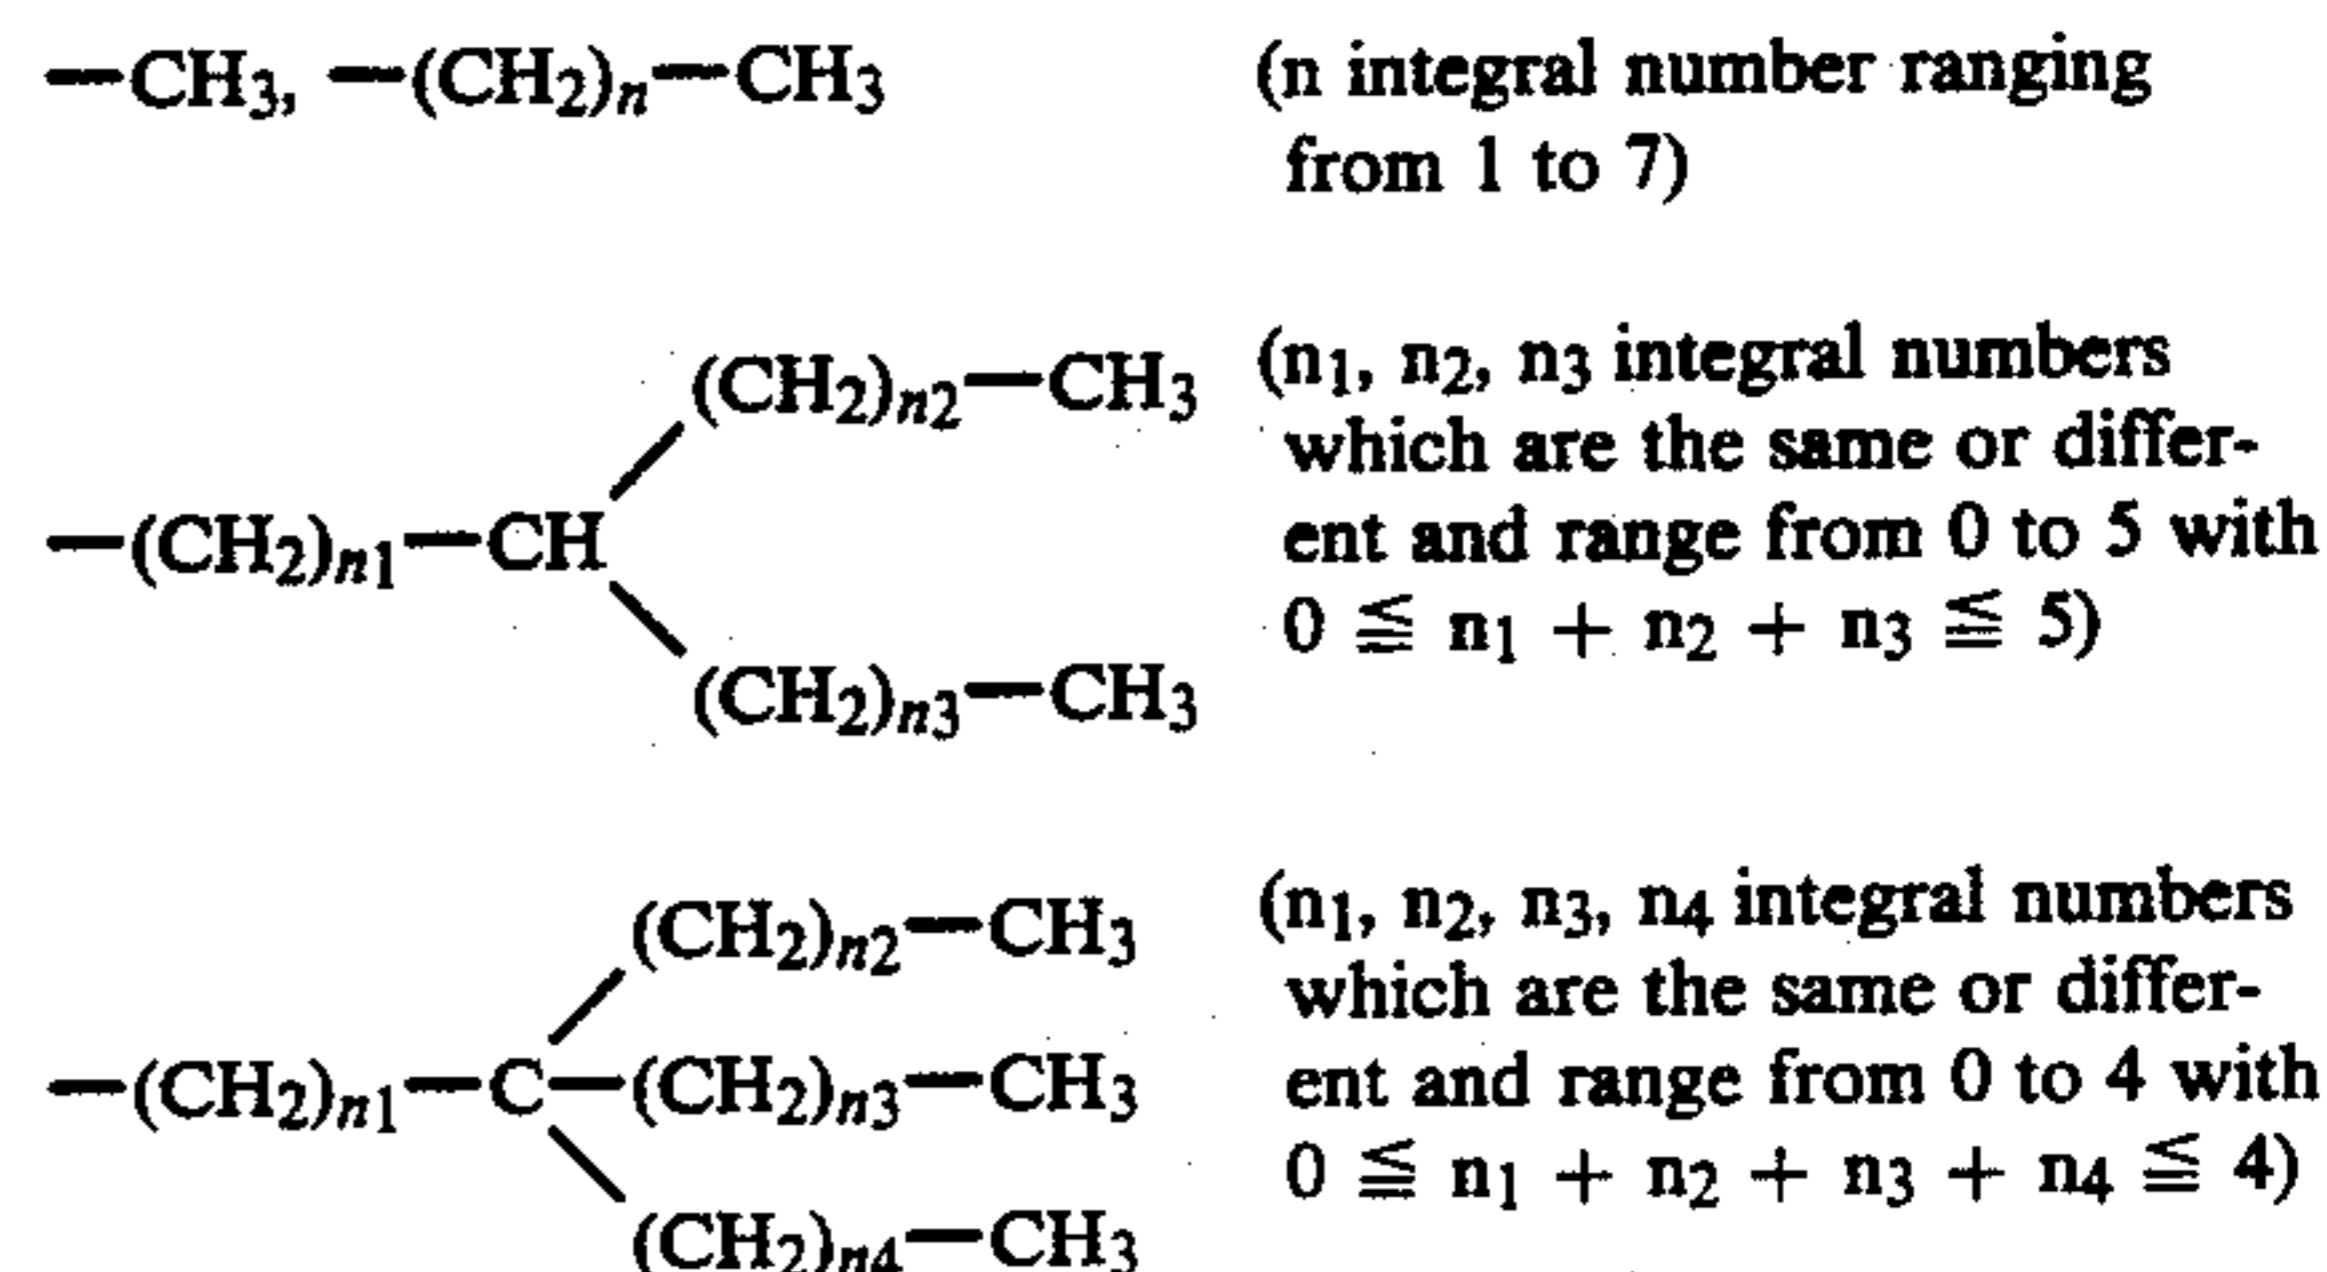 —CH3, —(CH2)n—CH3 (n integral number ranging
from 1 to 7)
(CH2)n2—CH3 (n1, n2, n3 integral numbers
which are the same or differ-
—(CH2)n1—CH ent and range from 0 to 5 with
0 ≦ n1 + n2 + n3 ≦ 5)
(CH2)n3—CH3
(CH2)n2—CH3 (n1, n2, n3, n4 integral numbers
which are the same or differ-
—(CH2)n1—C—(CH2)n3—CH3 ent and range from 0 to 4 with
0 ≦ n1 + n2 + n3 + n4 ≦ 4)
(CH2)n4—CH3